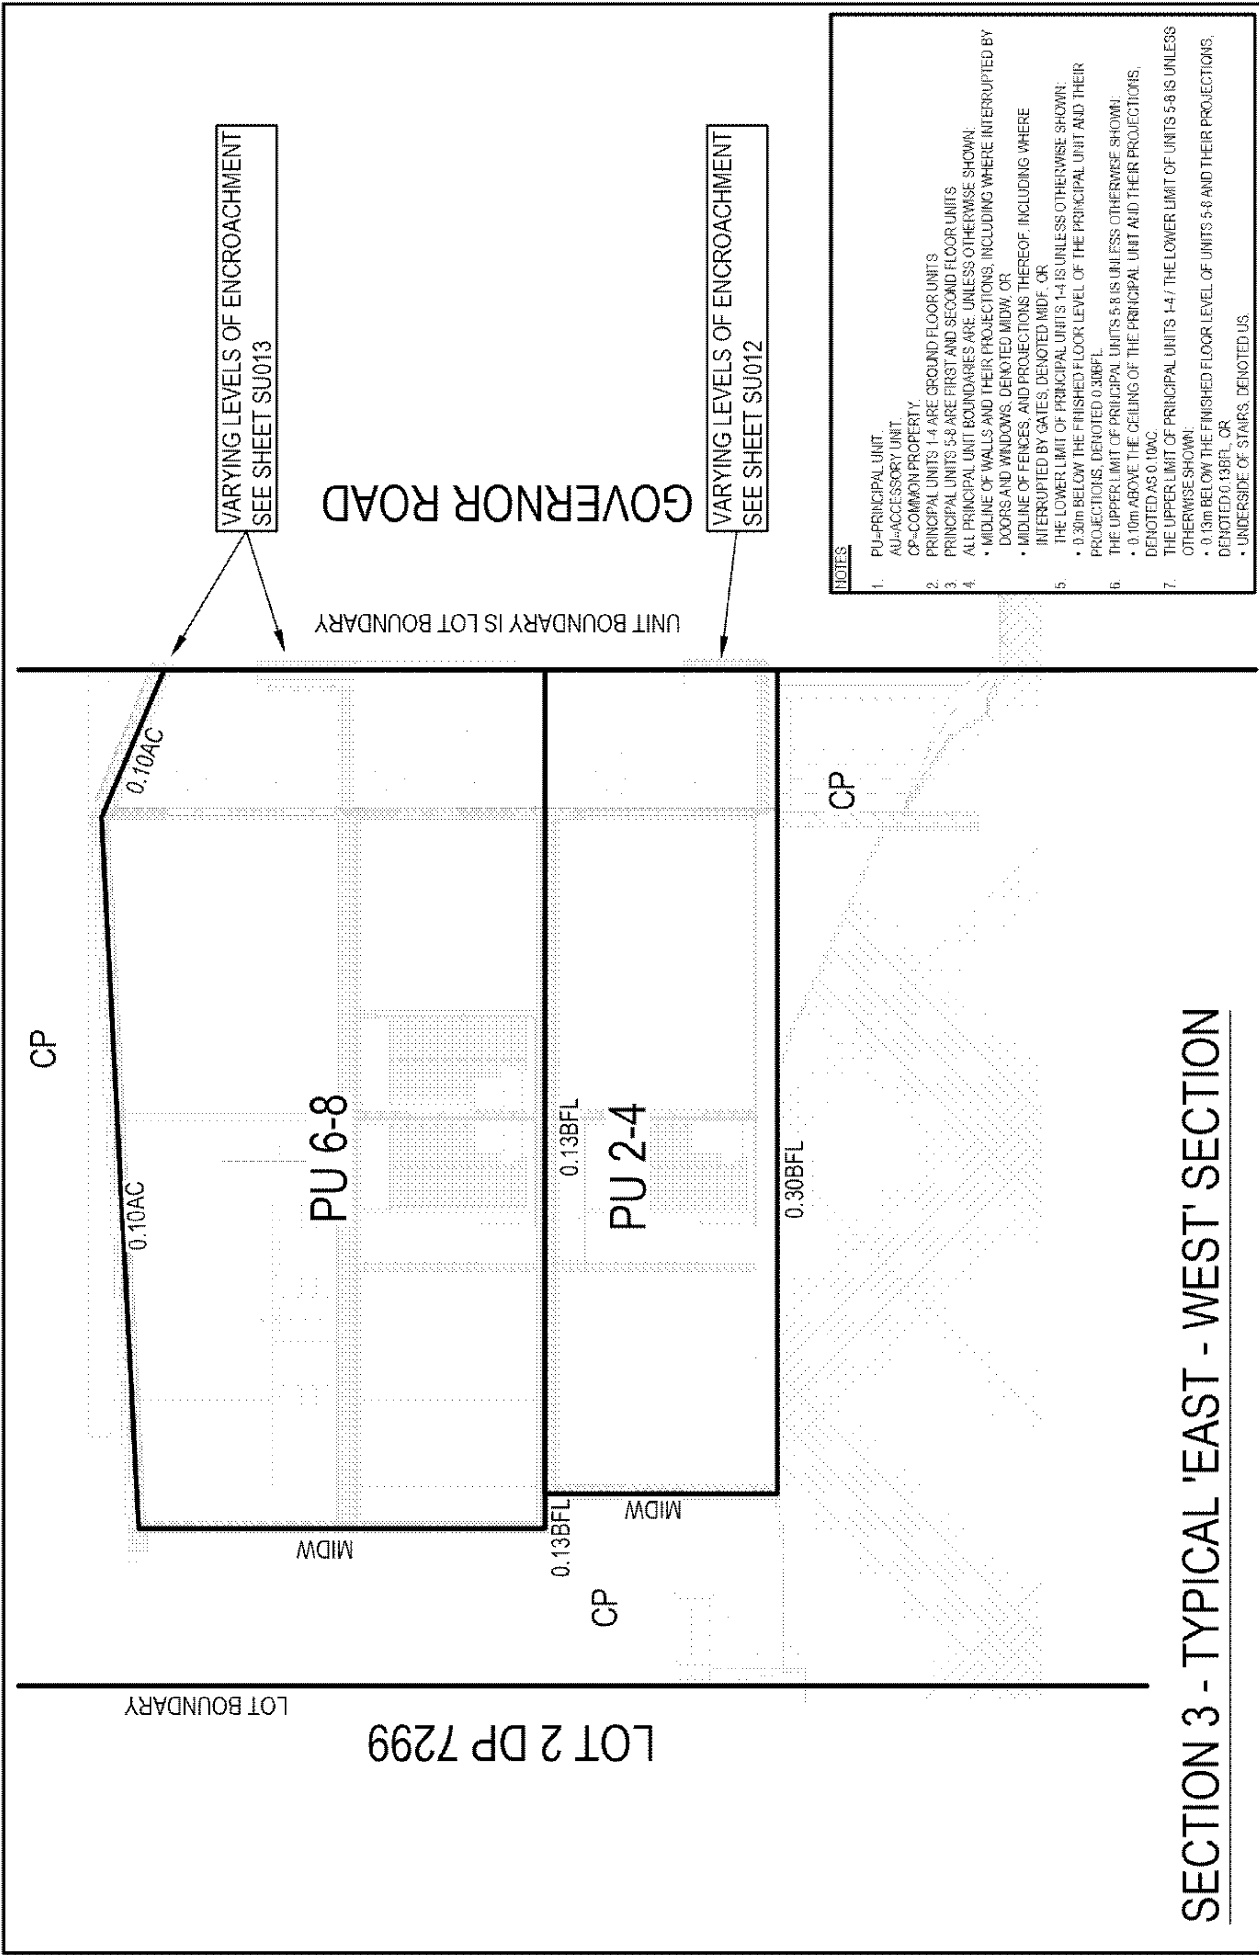 CP
0.10AC
0.10AC
VARYING LEVELS OF ENCROACHMENT
SEE SHEET SU013
LOT BOUNDARY
LOT 2 DP 7299
MIDW
PU 6-8
UNIT BOUNDARY IS LOT BOUNDARY
GOVERNOR ROAD
0.13BFL
0.13BFL
CP
MIDW
PU 2-4
VARYING LEVELS OF ENCROACHMENT
SEE SHEET SU012
0.30BFL
CP
NOTES
1. PU=PRINCIPAL UNIT.
AU=ACCESSORY UNIT.
CP=COMMON PROPERTY.
2. PRINCIPAL UNITS 1-4 ARE GROUND FLOOR UNITS
3. PRINCIPAL UNITS 5-8 ARE FIRST AND SECOND FLOOR UNITS
4. ALL PRINCIPAL UNIT BOUNDARIES ARE, UNLESS OTHERWISE SHOWN:
• MIDLINE OF WALLS AND THEIR PROJECTIONS, INCLUDING WHERE INTERRUPTED BY
DOORS AND WINDOWS, DENOTED MIDW, OR
• MIDLINE OF FENCES, AND PROJECTIONS THEREOF, INCLUDING WHERE
INTERRUPTED BY GATES, DENOTED MIDF, OR
5. THE LOWER LIMIT OF PRINCIPAL UNITS 1-4 IS UNLESS OTHERWISE SHOWN:
• 0.30m BELOW THE FINISHED FLOOR LEVEL OF THE PRINCIPAL UNIT AND THEIR
PROJECTIONS, DENOTED 0.30BFL.
6. THE UPPER LIMIT OF PRINCIPAL UNITS 5-8 IS UNLESS OTHERWISE SHOWN:
• 0.10m ABOVE THE CEILING OF THE PRINCIPAL UNIT AND THEIR PROJECTIONS,
DENOTED AS 0.10AC.
7. THE UPPER LIMIT OF PRINCIPAL UNITS 1-4 / THE LOWER LIMIT OF UNITS 5-8 IS UNLESS
OTHERWISE SHOWN:
• 0.13m BELOW THE FINISHED FLOOR LEVEL OF UNITS 5-8 AND THEIR PROJECTIONS,
DENOTED 0.13BFL, OR
• UNDERSIDE OF STAIRS, DENOTED US.
SECTION 3 - TYPICAL 'EAST - WEST' SECTION